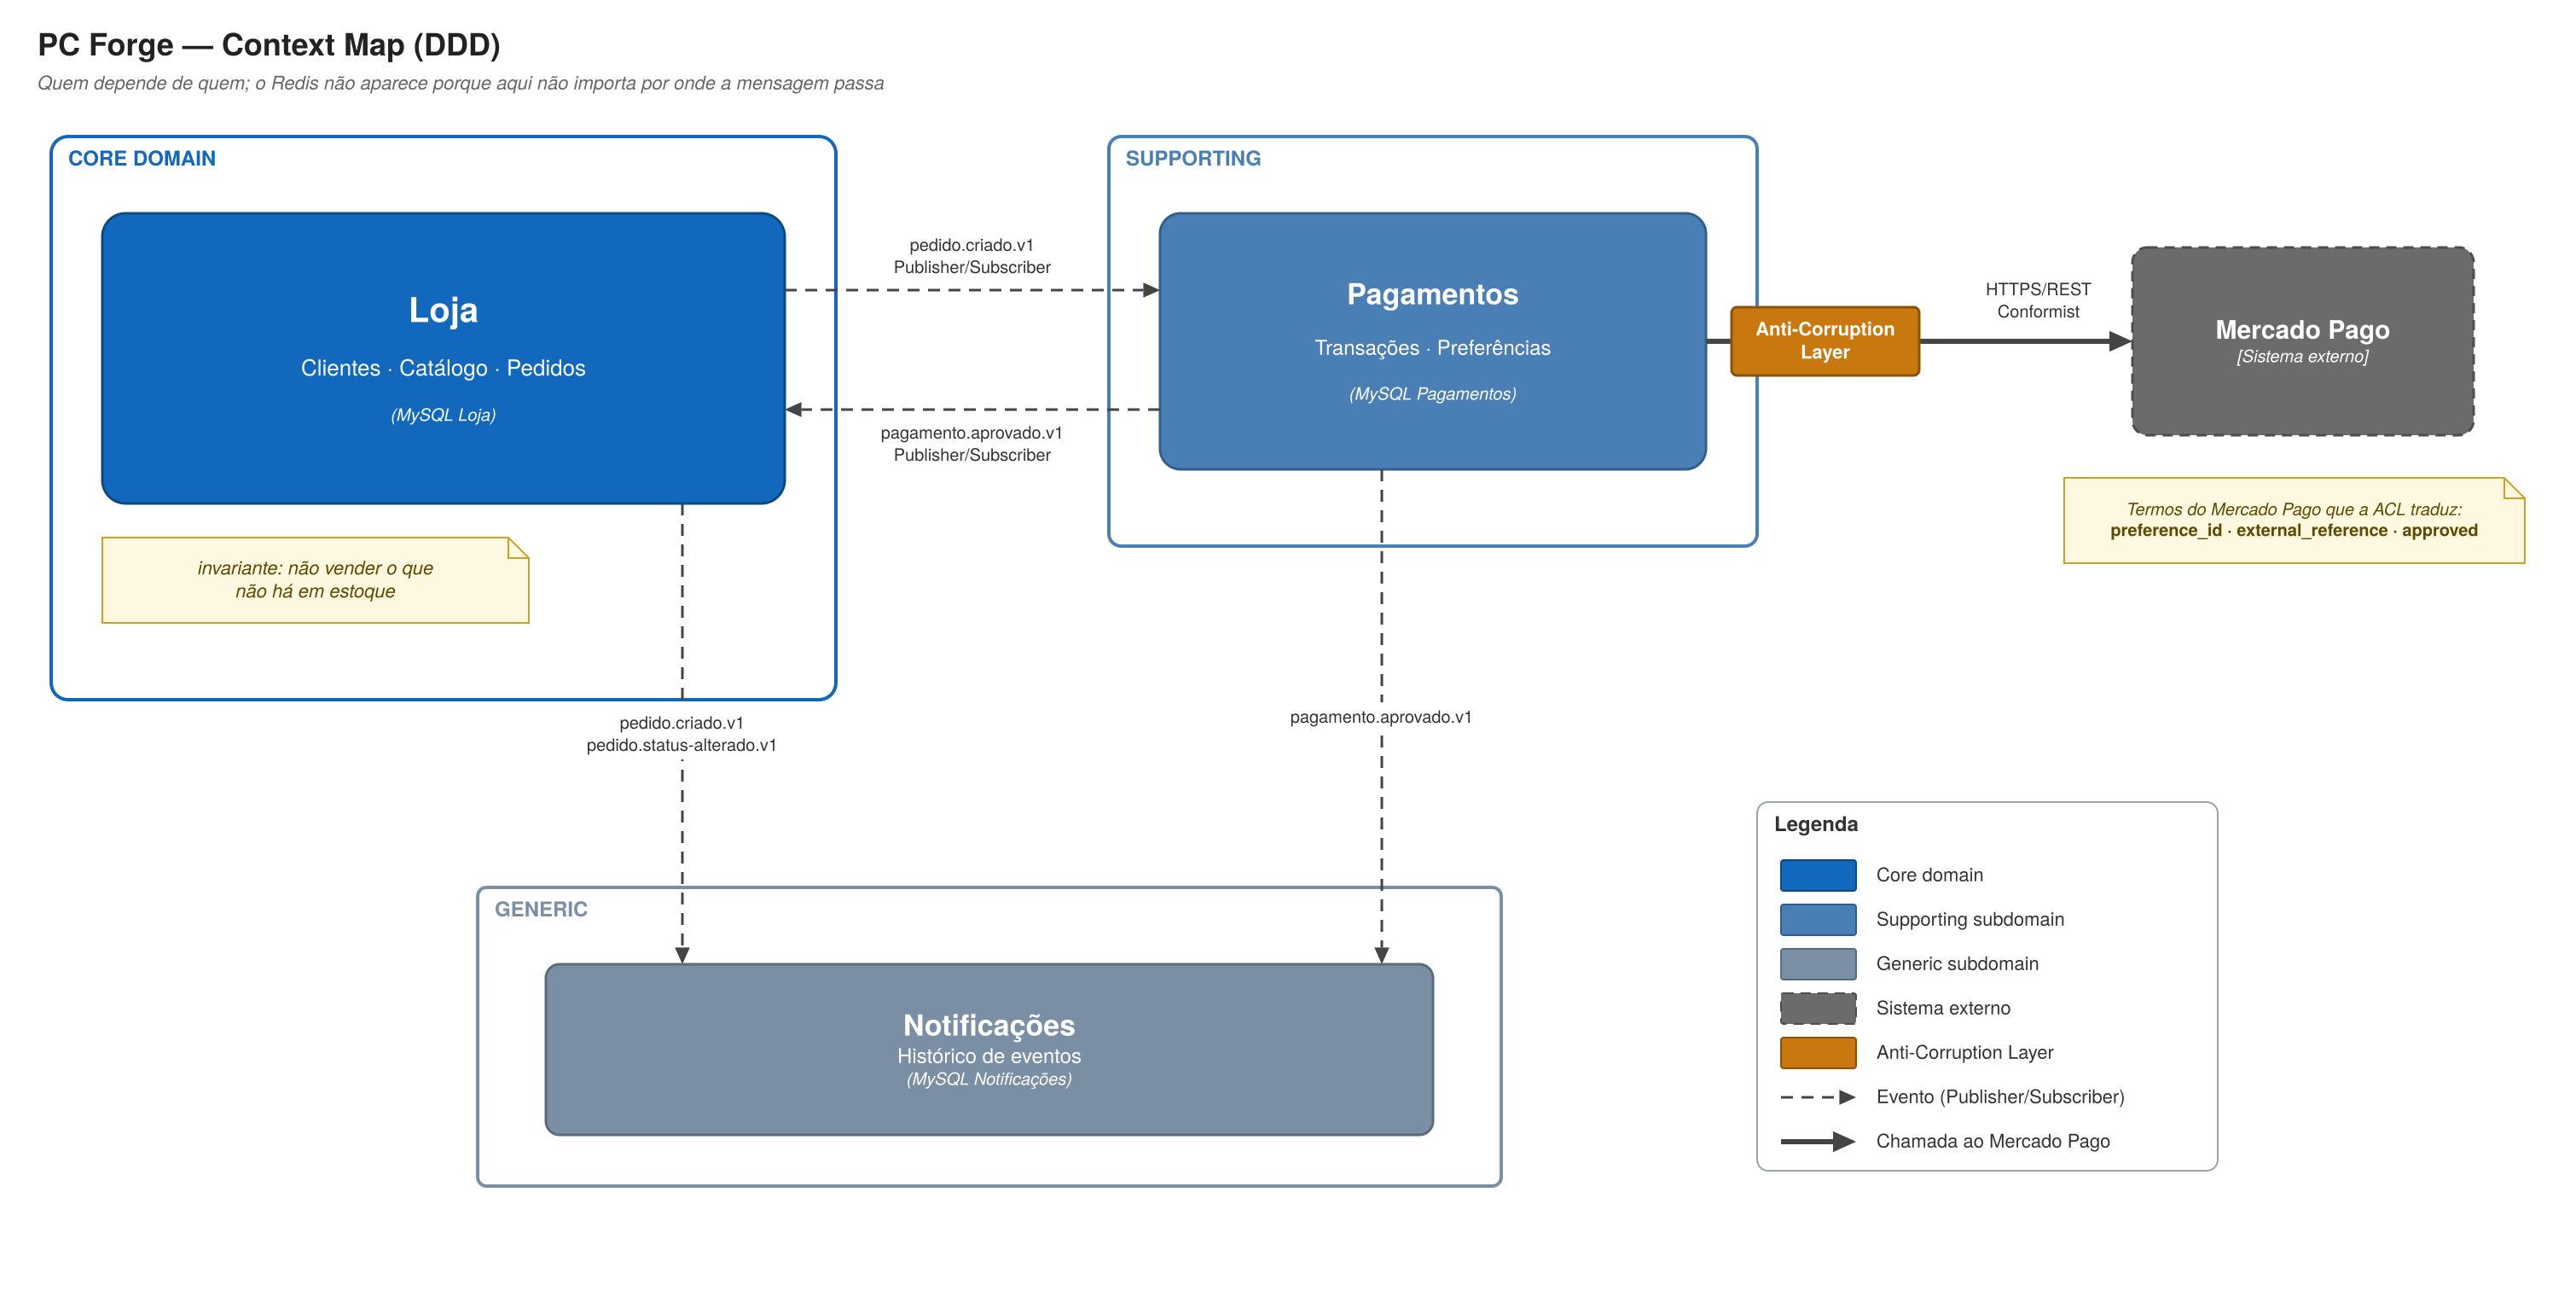 PC Forge — Context Map (DDD)
Quem depende de quem; o Redis não aparece porque aqui não importa por onde a mensagem passa
CORE DOMAIN
Loja
Clientes · Catálogo · Pedidos
(MySQL Loja)
invariante: não vender o que
não há em estoque
pedido.criado.v1
Publisher/Subscriber
pagamento.aprovado.v1
Publisher/Subscriber
SUPPORTING
Pagamentos
Transações · Preferências
(MySQL Pagamentos)
Anti-Corruption
Layer
HTTPS/REST
Conformist
Mercado Pago
[Sistema externo]
Termos do Mercado Pago que a ACL traduz:
preference_id · external_reference · approved
pedido.criado.v1
pedido.status-alterado.v1
pagamento.aprovado.v1
GENERIC
Notificações
Histórico de eventos
(MySQL Notificações)
Legenda
Core domain
Supporting subdomain
Generic subdomain
Sistema externo
Anti-Corruption Layer
Evento (Publisher/Subscriber)
Chamada ao Mercado Pago